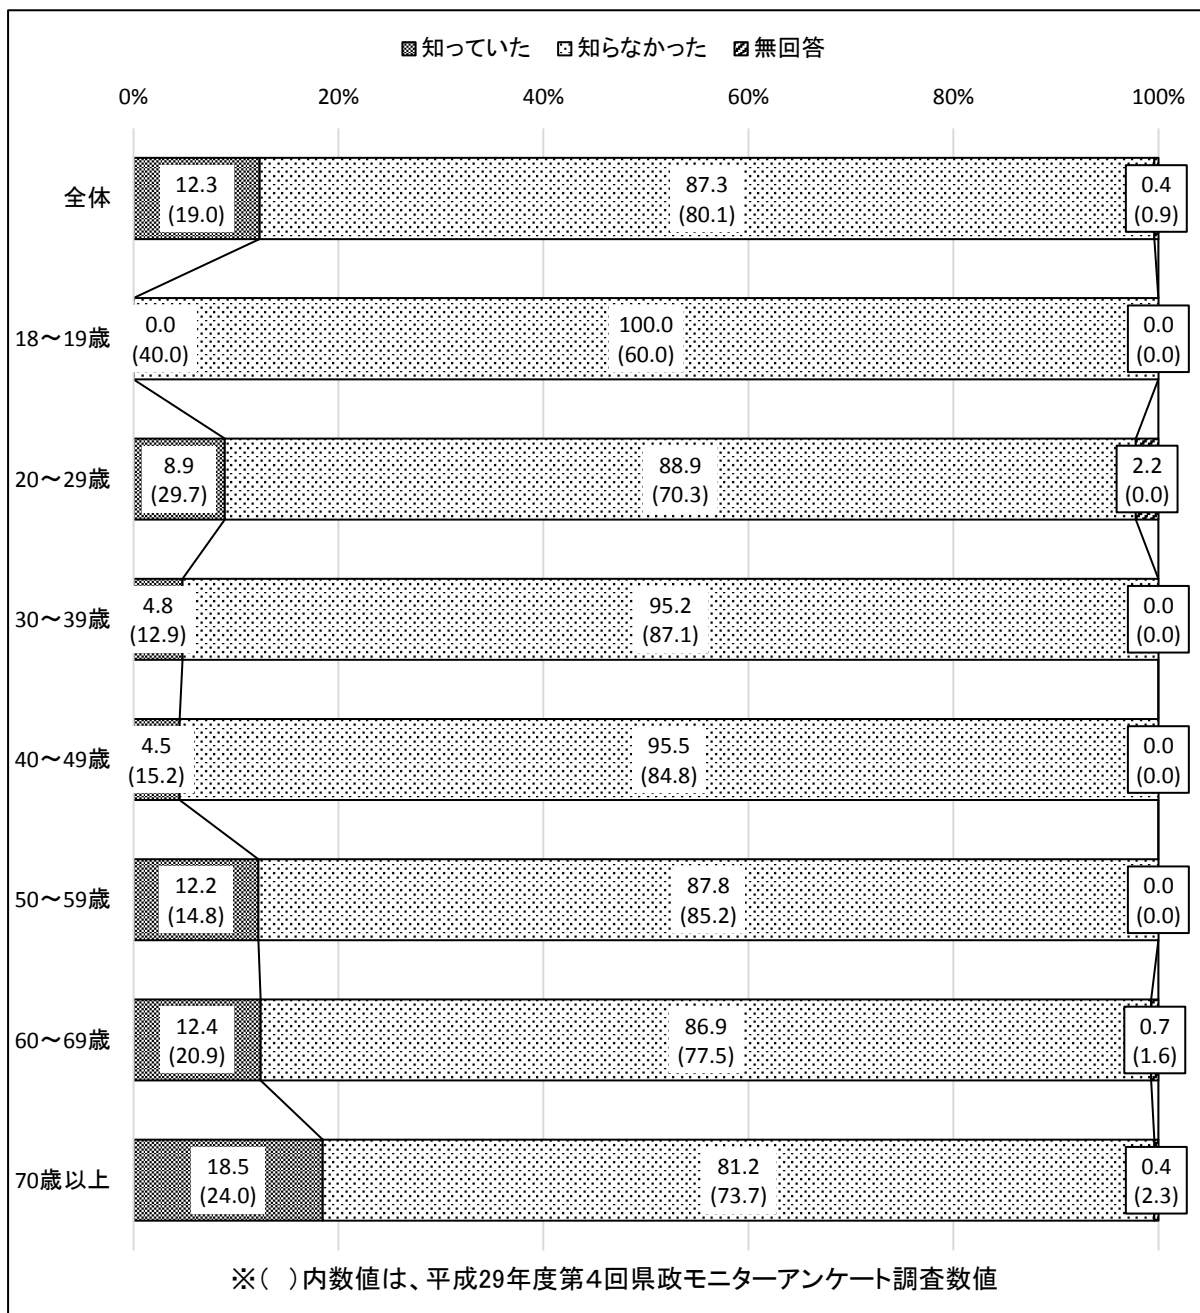 知っていた 知らなかった 無回答
0% 20% 40% 60% 80% 100%
全体
12.3 87.3 0.4
(19.0) (80.1) (0.9)
18～19歳
0.0 100.0 0.0
(40.0) (60.0) (0.0)
20～29歳
8.9 88.9 2.2
(29.7) (70.3) (0.0)
30～39歳
4.8 95.2 0.0
(12.9) (87.1) (0.0)
40～49歳
4.5 95.5 0.0
(15.2) (84.8) (0.0)
50～59歳
12.2 87.8 0.0
(14.8) (85.2) (0.0)
60～69歳
12.4 86.9 0.7
(20.9) (77.5) (1.6)
70歳以上
18.5 81.2 0.4
(24.0) (73.7) (2.3)
※( )内数値は、平成29年度第4回県政モニターアンケート調査数値